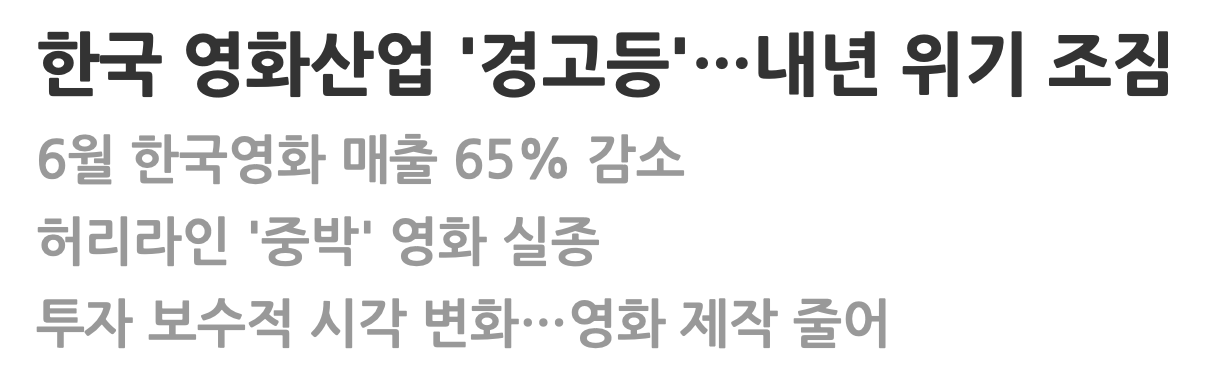 한국 영화산업 '경고등'…내년 위기 조짐
6월 한국영화 매출 65% 감소
허리라인 '중박' 영화 실종
투자 보수적 시각 변화…영화 제작 줄어